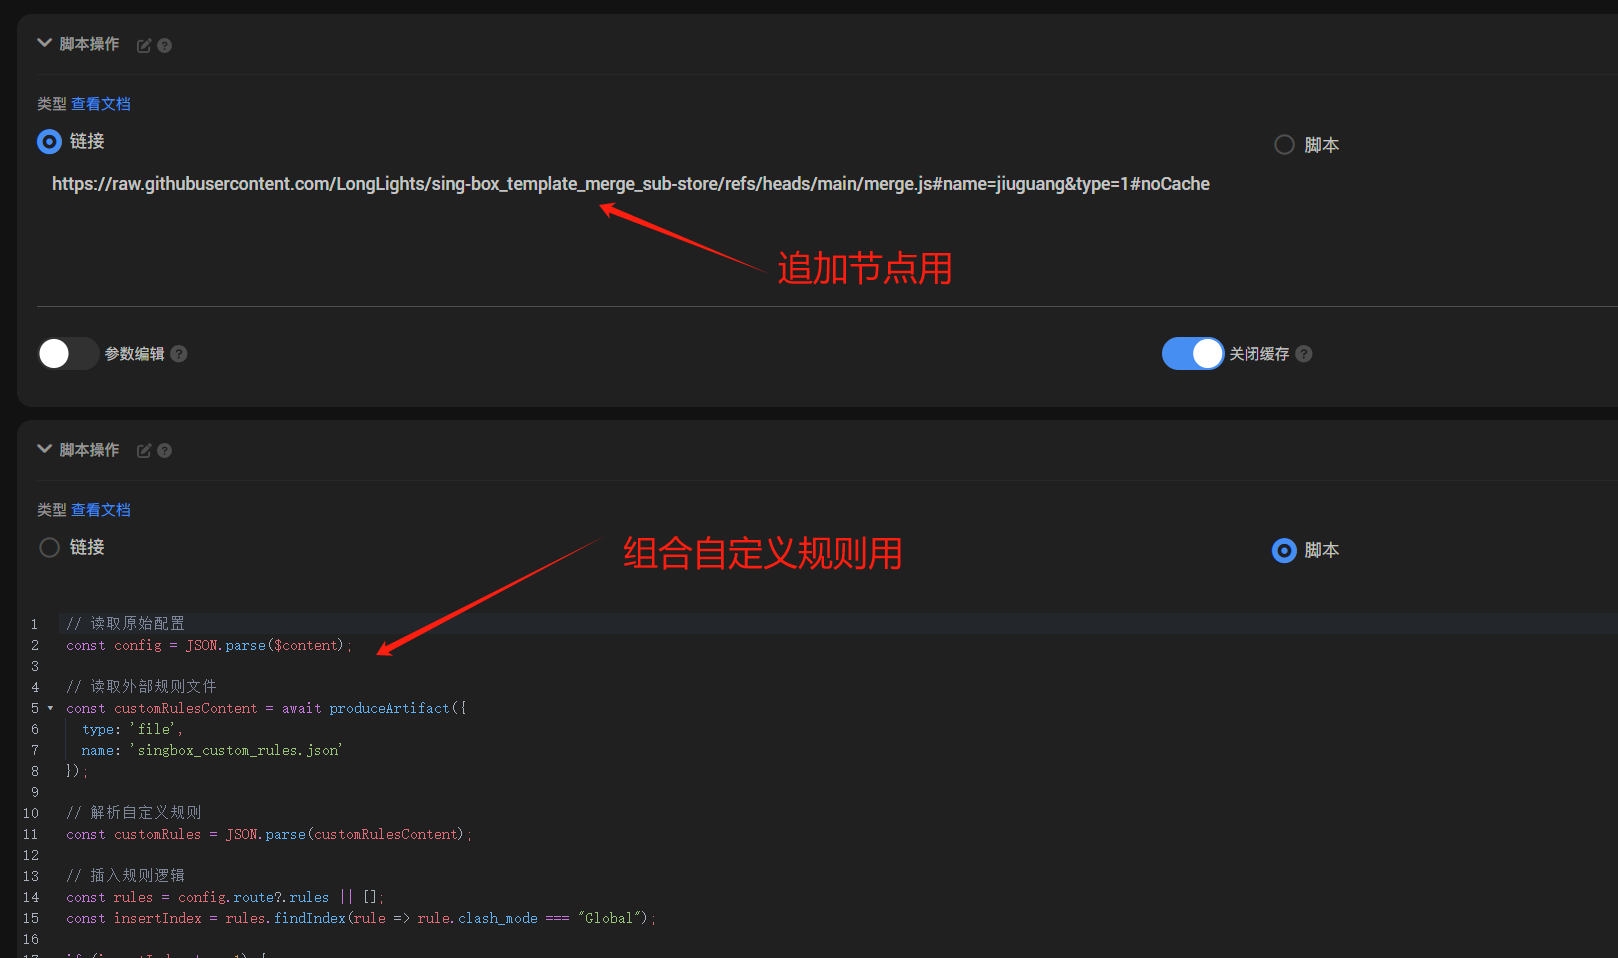 脚本操作
类型 查看文档
链接
脚本
https://raw.githubusercontent.com/LongLights/sing-box_template_merge_sub-store/refs/heads/main/merge.js#name=jiuguang&type=1#noCache
追加节点用
参数编辑 ?
关闭缓存 ?
脚本操作
类型 查看文档
链接
组合自定义规则用
脚本
1 // 读取原始配置
2 const config = JSON.parse($content);
3
4 // 读取外部规则文件
5 const customRulesContent = await produceArtifact({
6 type: 'file',
7 name: 'singbox_custom_rules.json'
8 });
9
10 // 解析自定义规则
11 const customRules = JSON.parse(customRulesContent);
12
13 // 插入规则逻辑
14 const rules = config.route?.rules || [];
15 const insertIndex = rules.findIndex(rule => rule.clash_mode === "Global");
16